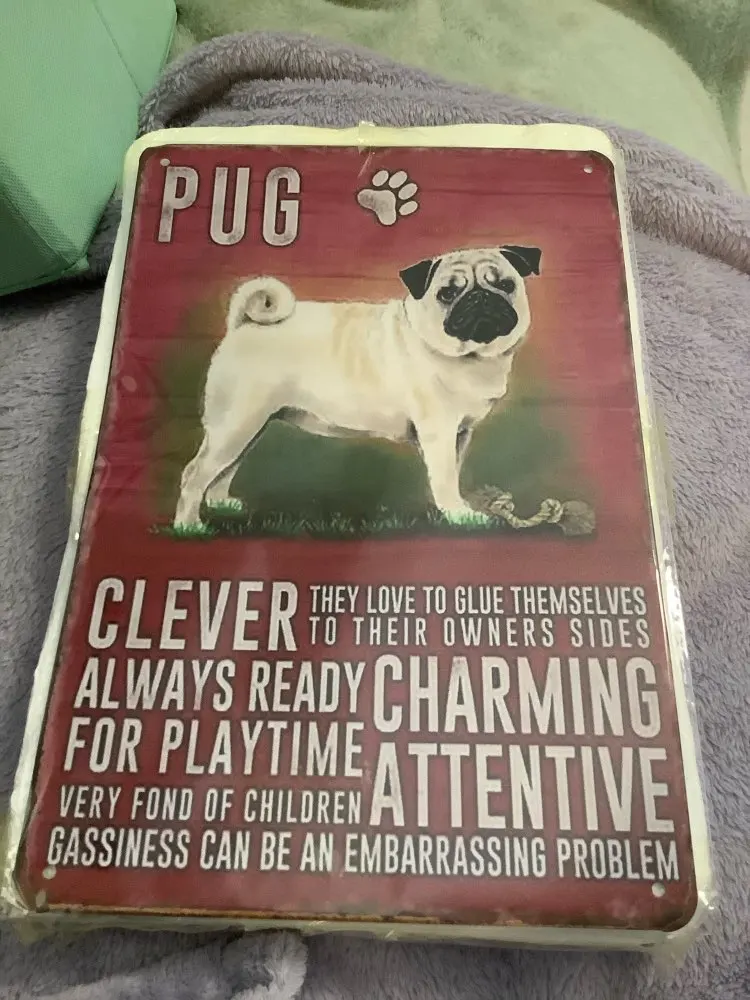 PUG
CLEVER
THEY LOVE TO GLUE THEMSELVES
TO THEIR OWNERS SIDES
ALWAYS READY
FOR PLAYTIME
CHARMING
VERY FOND OF CHILDREN
ATTENTIVE
GASSINESS CAN BE AN EMBARRASSING PROBLEM